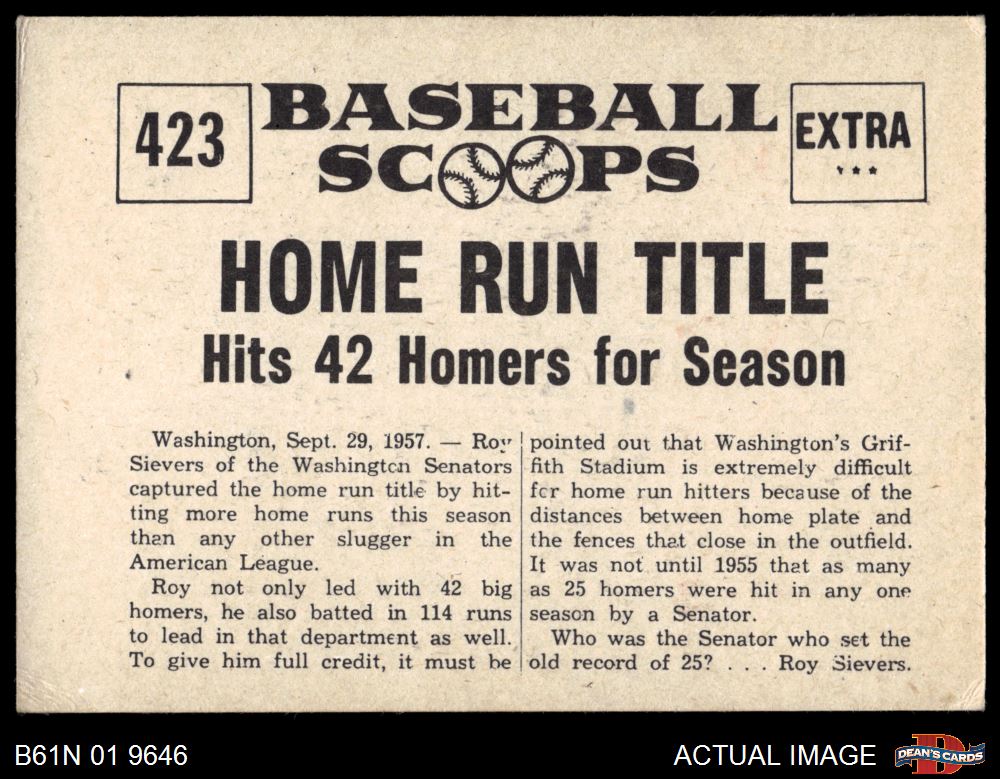 423
BASEBALL
SCOOPS
EXTRA
HOME RUN TITLE
Hits 42 Homers for Season
Washington, Sept. 29, 1957. — Roy
Sievers of the Washington Senators
captured the home run title by hit-
ting more home runs this season
than any other slugger in the
American League.
Roy not only led with 42 big
homers, he also batted in 114 runs
to lead in that department as well.
To give him full credit, it must be
pointed out that Washington's Grif-
fith Stadium is extremely difficult
for home run hitters because of the
distances between home plate and
the fences that close in the outfield.
It was not until 1955 that as many
as 25 homers were hit in any one
season by a Senator.
Who was the Senator who set the
old record of 25? . . . Roy Sievers.
B61N 01 9646
ACTUAL IMAGE
DEAN'S CARDS